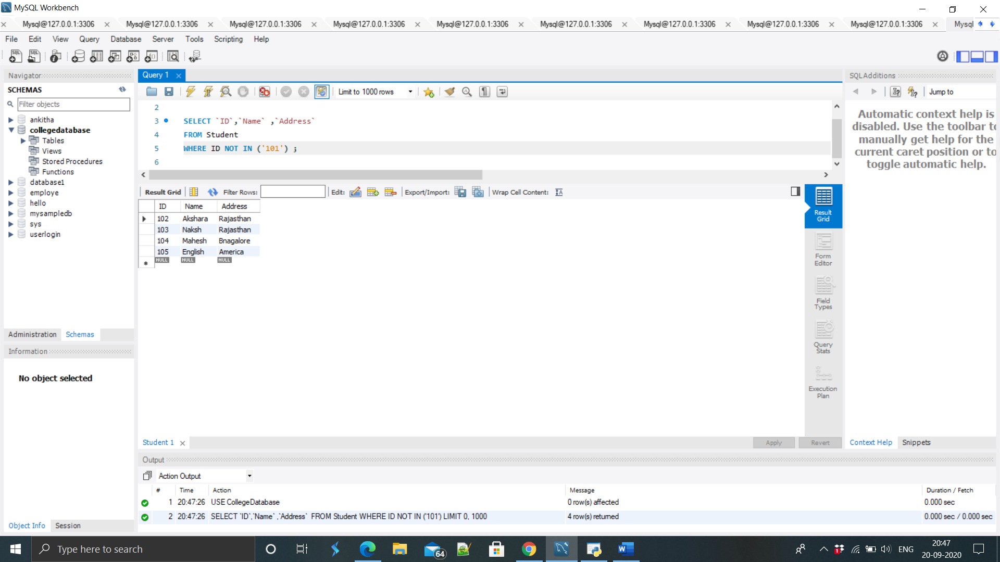 MySQL Workbench
Mysql@127.0.0.1:3306 Mysql@127.0.0.1:3306 Mysql@127.0.0.1:3306 Mysql@127.0.0.1:3306 Mysql@127.0.0.1:3306 Mysql@127.0.0.1:3306 Mysql@127.0.0.1:3306 Mysql@127.0.0.1:3306 Mysql@127.0.0.1:3306 Mysql
File Edit View Query Database Server Tools Scripting Help
Navigator
SCHEMAS
Filter objects
ankitha
collegedatabase
Tables
Views
Stored Procedures
Functions
database1
employe
hello
mysampledb
sys
userlogin
Administration Schemas
Information
No object selected
Object Info Session
Query 1
Limit to 1000 rows
2
3 SELECT `ID`,`Name` ,`Address`
4 FROM Student
5 WHERE ID NOT IN ('101') ;
6
Result Grid Filter Rows: Edit: Export/Import: Wrap Cell Content:
ID Name Address
102 Akshara Rajasthan
103 Naksh Rajasthan
104 Mahesh Bnagalore
105 English America
NULL NULL NULL
Result
Grid
Form
Editor
Field
Types
Query
Stats
Execution
Plan
Student 1
Apply Revert
SQLAdditions
Jump to
Automatic context help is
disabled. Use the toolbar to
manually get help for the
current caret position or to
toggle automatic help.
Context Help Snippets
Output
Action Output
# Time Action Message Duration / Fetch
1 20:47:26 USE CollegeDatabase 0 row(s) affected 0.000 sec
2 20:47:26 SELECT `ID`,`Name` ,`Address` FROM Student WHERE ID NOT IN ('101') LIMIT 0, 1000 4 row(s) returned 0.000 sec / 0.000 sec
Type here to search
64
1
ENG
20:47
20-09-2020